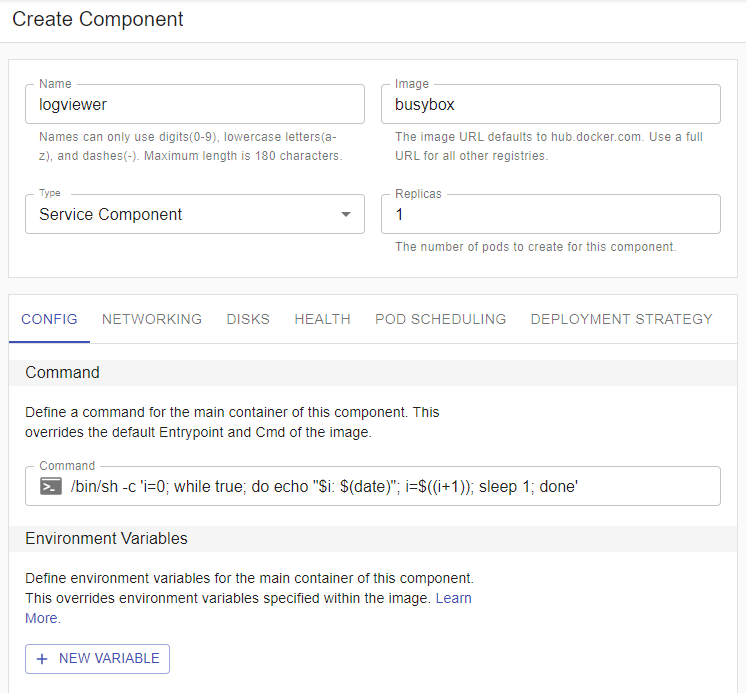 Create Component
Name
logviewer
Names can only use digits(0-9), lowercase letters(a-
z), and dashes(-). Maximum length is 180 characters.
Image
busybox
The image URL defaults to hub.docker.com. Use a full
URL for all other registries.
Type
Service Component
Replicas
1
The number of pods to create for this component.
CONFIG NETWORKING DISKS HEALTH POD SCHEDULING DEPLOYMENT STRATEGY
Command
Define a command for the main container of this component. This
overrides the default Entrypoint and Cmd of the image.
Command
/bin/sh -c 'i=0; while true; do echo "$i: $(date)"; i=$((i+1)); sleep 1; done'
Environment Variables
Define environment variables for the main container of this component.
This overrides environment variables specified within the image. Learn
More.
+ NEW VARIABLE